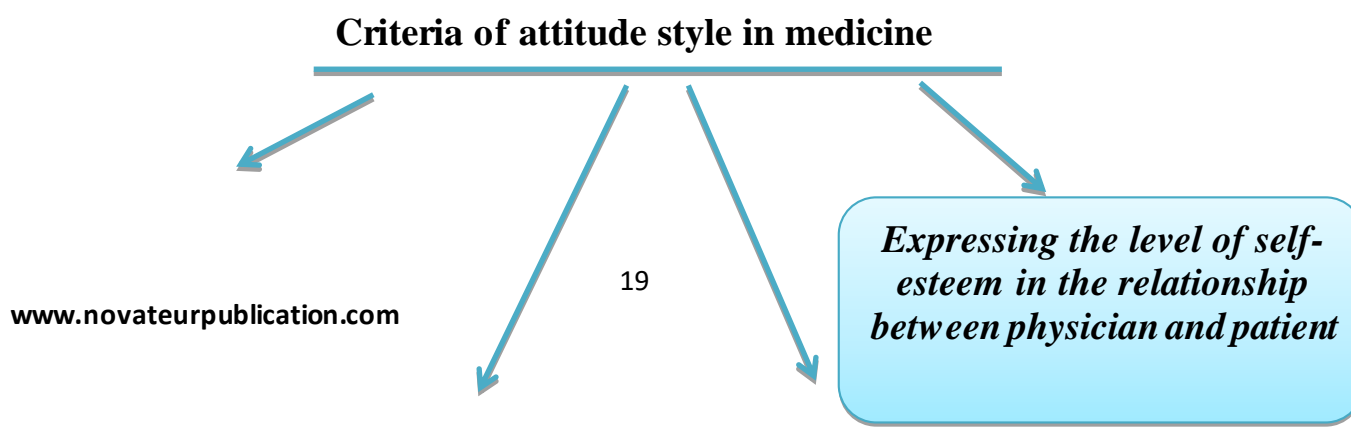 Criteria of attitude style in medicine
Expressing the level of self-
esteem in the relationship
between physician and patient
19
www.novateurpublication.com